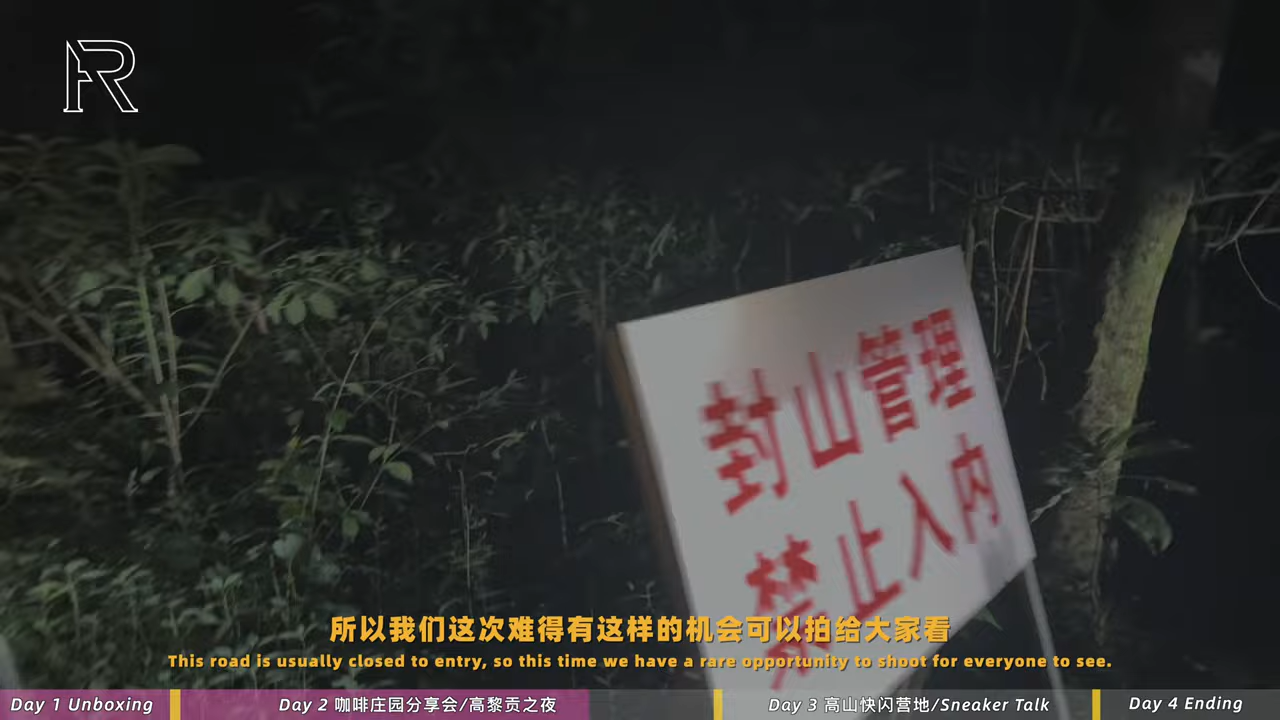 R
封山管理
禁止入内
所以我们这次难得有这样的机会可以拍给大家看
This road is usually closed to entry, so this time we have a rare opportunity to shoot for everyone to see.
Day 1 Unboxing
Day 2 咖啡庄园分享会/高黎贡之夜
Day 3 高山快闪营地/Sneaker Talk
Day 4 Ending